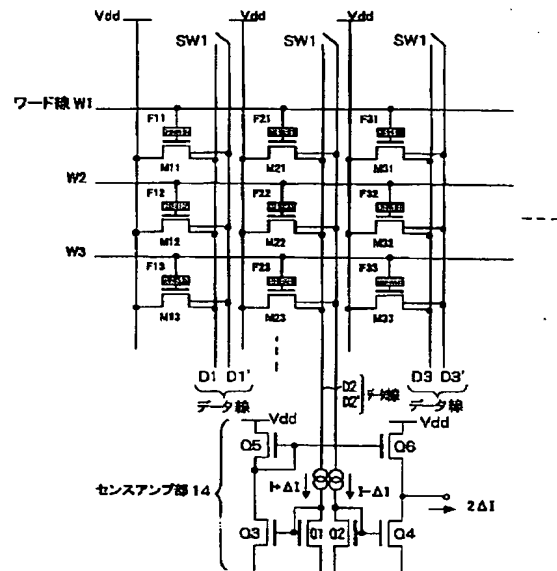 Vdd SW1 Vdd SW1 Vdd SW1
ワード線 W1
F11 F21 F31
M11 M21 M31
W2
F12 F22 F32
M12 M22 M32
W3
F13 F23 F33
M13 M23 M33
D1 D1' D2 D3 D3'
データ線 D2' データ線 データ線
Vdd Vdd
Q5 Q6
センスアンプ部 14
I+ΔI I-ΔI
2ΔI
Q3 Q1 Q2 Q4